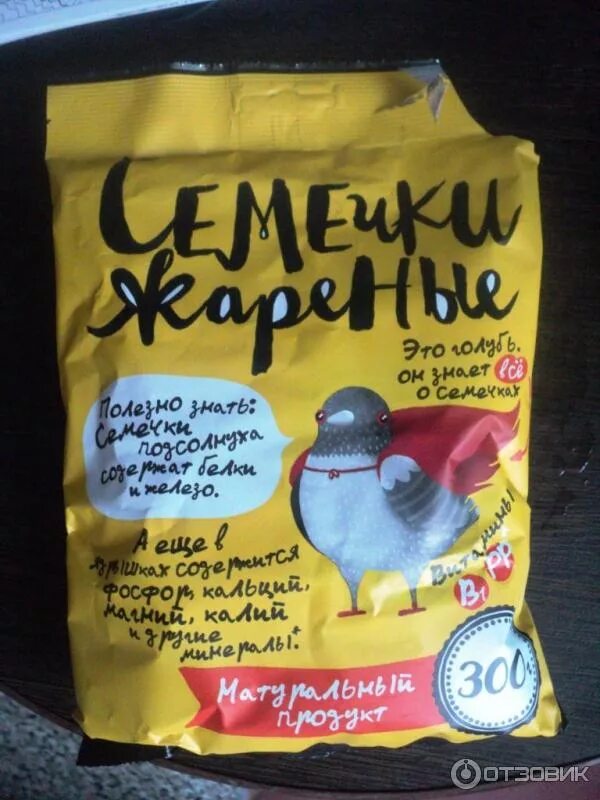 Семечки
жареные
Это голубь.
он знает всё
о семечках
Полезно знать:
Семечки
подсолнуха
содержат белки
и железо.
А еще в
ядрышках содержится
фосфор, кальций,
магний, калий
и другие
минералы.*
Витамины
B1 PP
Натуральный
продукт
300
ОТЗОВИК